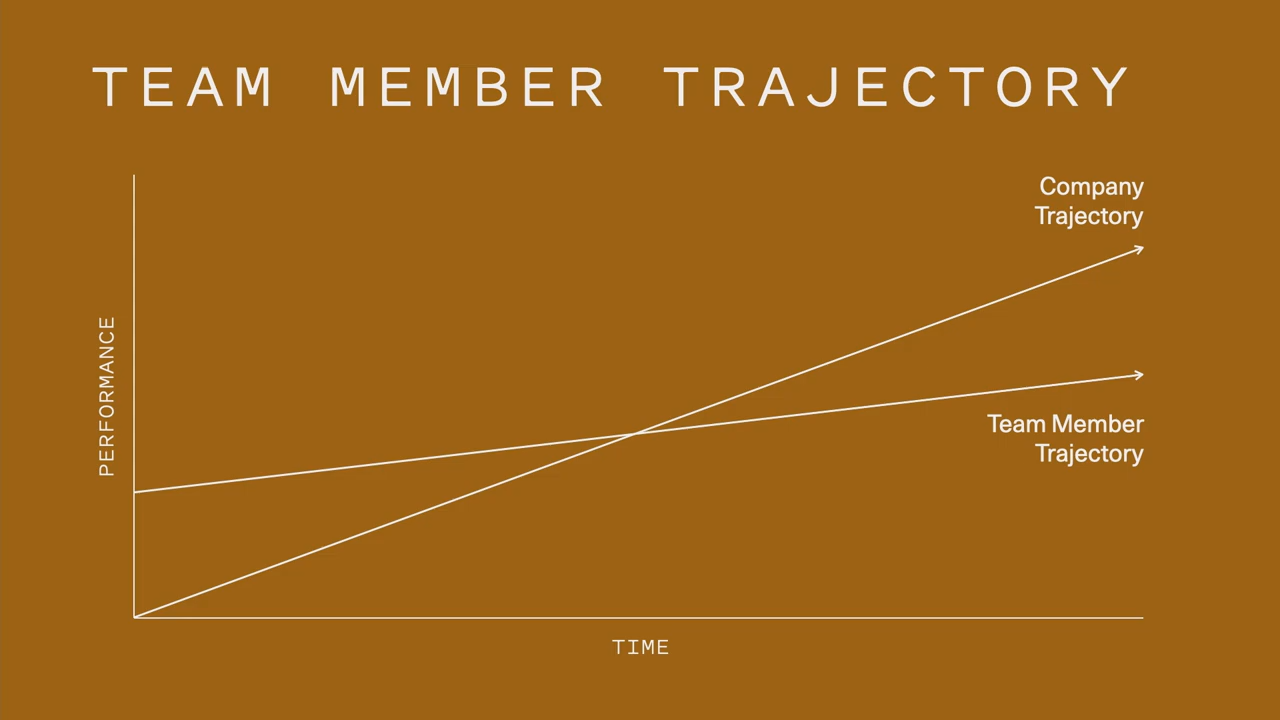 TEAM MEMBER TRAJECTORY
Company
Trajectory
PERFORMANCE
Team Member
Trajectory
TIME